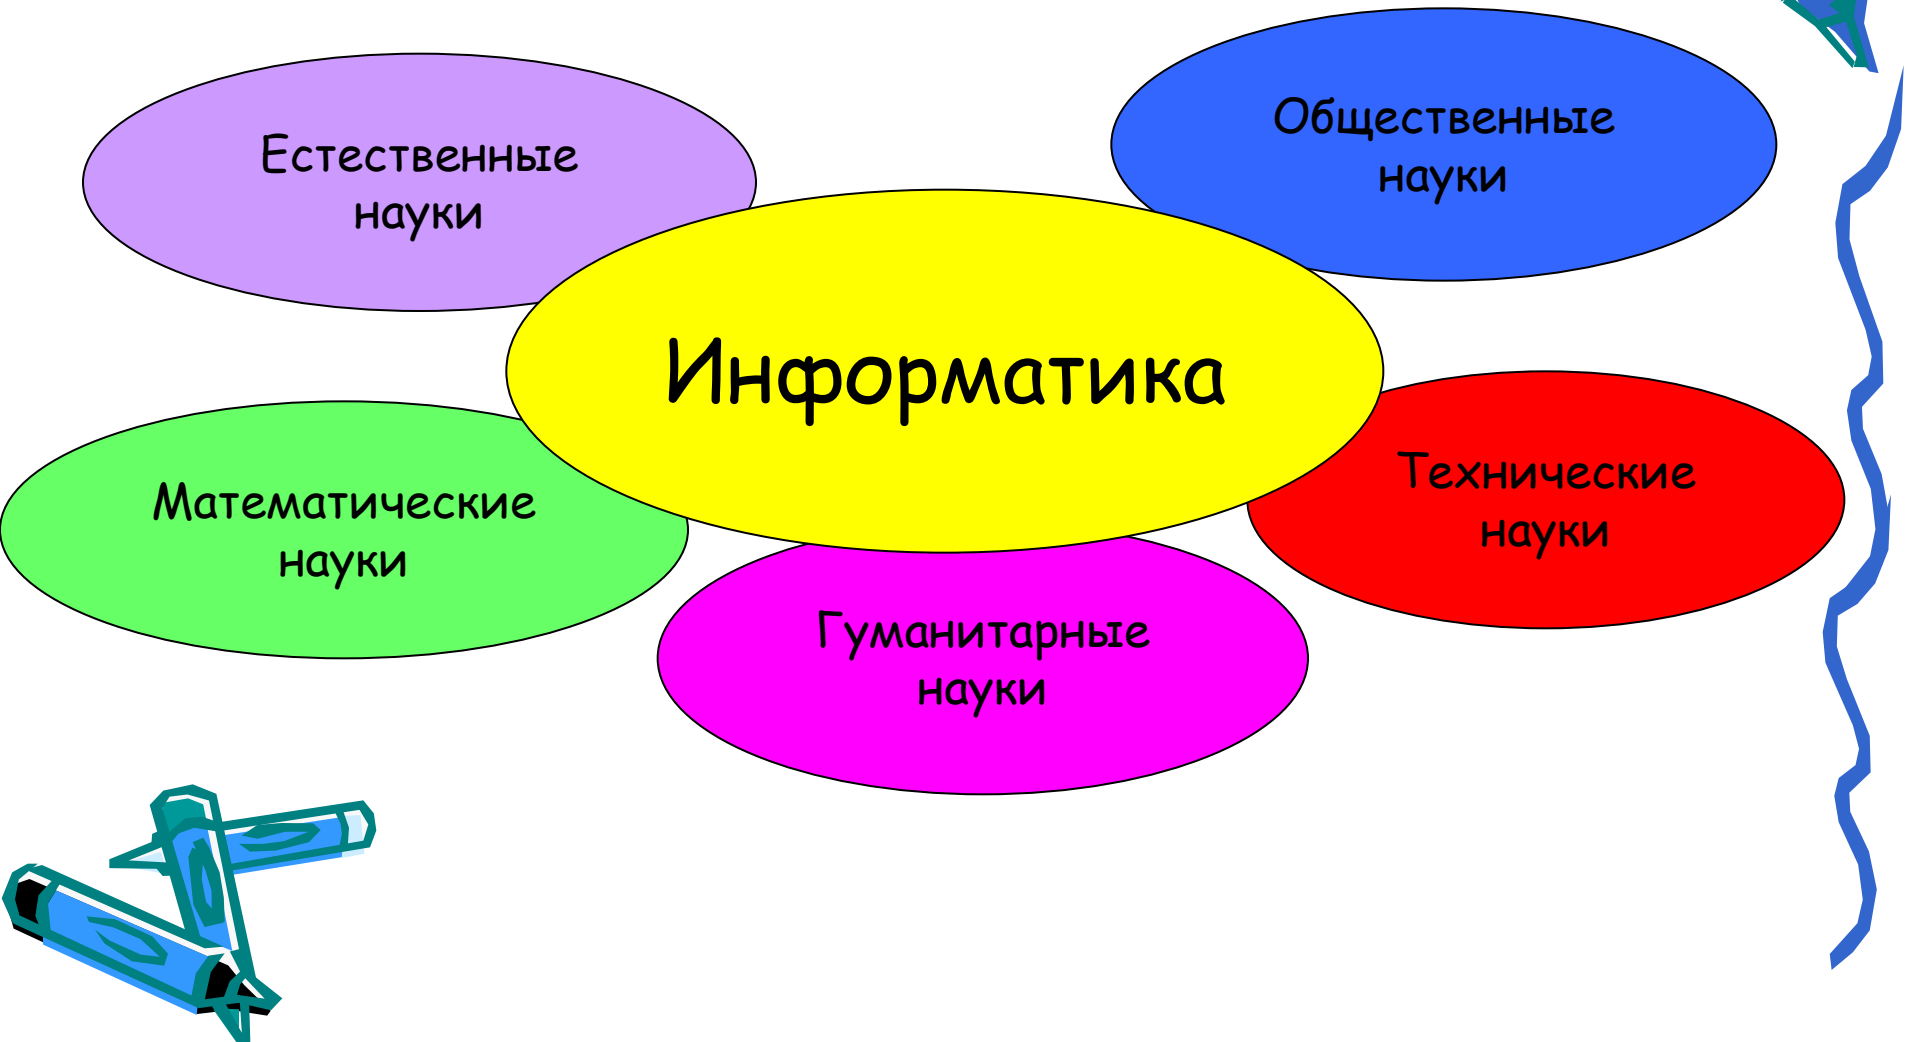 Естественные
науки
Общественные
науки
Информатика
Математические
науки
Технические
науки
Гуманитарные
науки